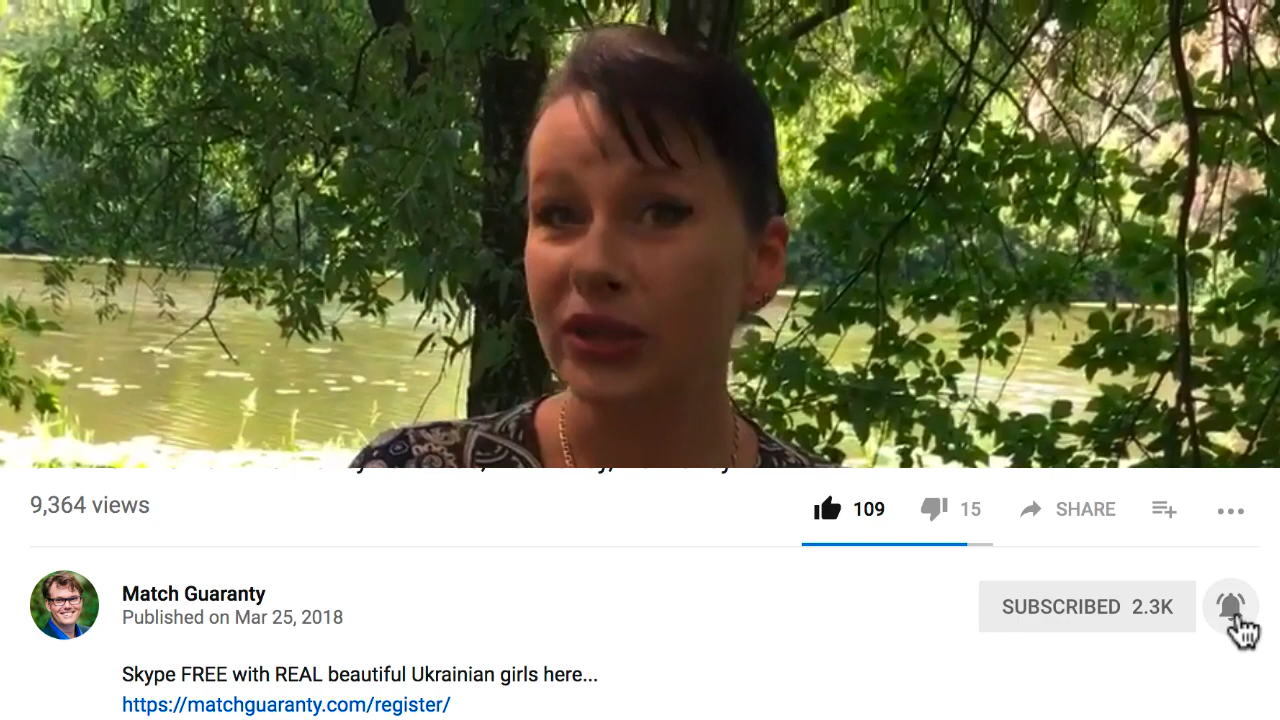 9,364 views
109
15
SHARE
Match Guaranty
Published on Mar 25, 2018
SUBSCRIBED 2.3K
Skype FREE with REAL beautiful Ukrainian girls here...
https://matchguaranty.com/register/